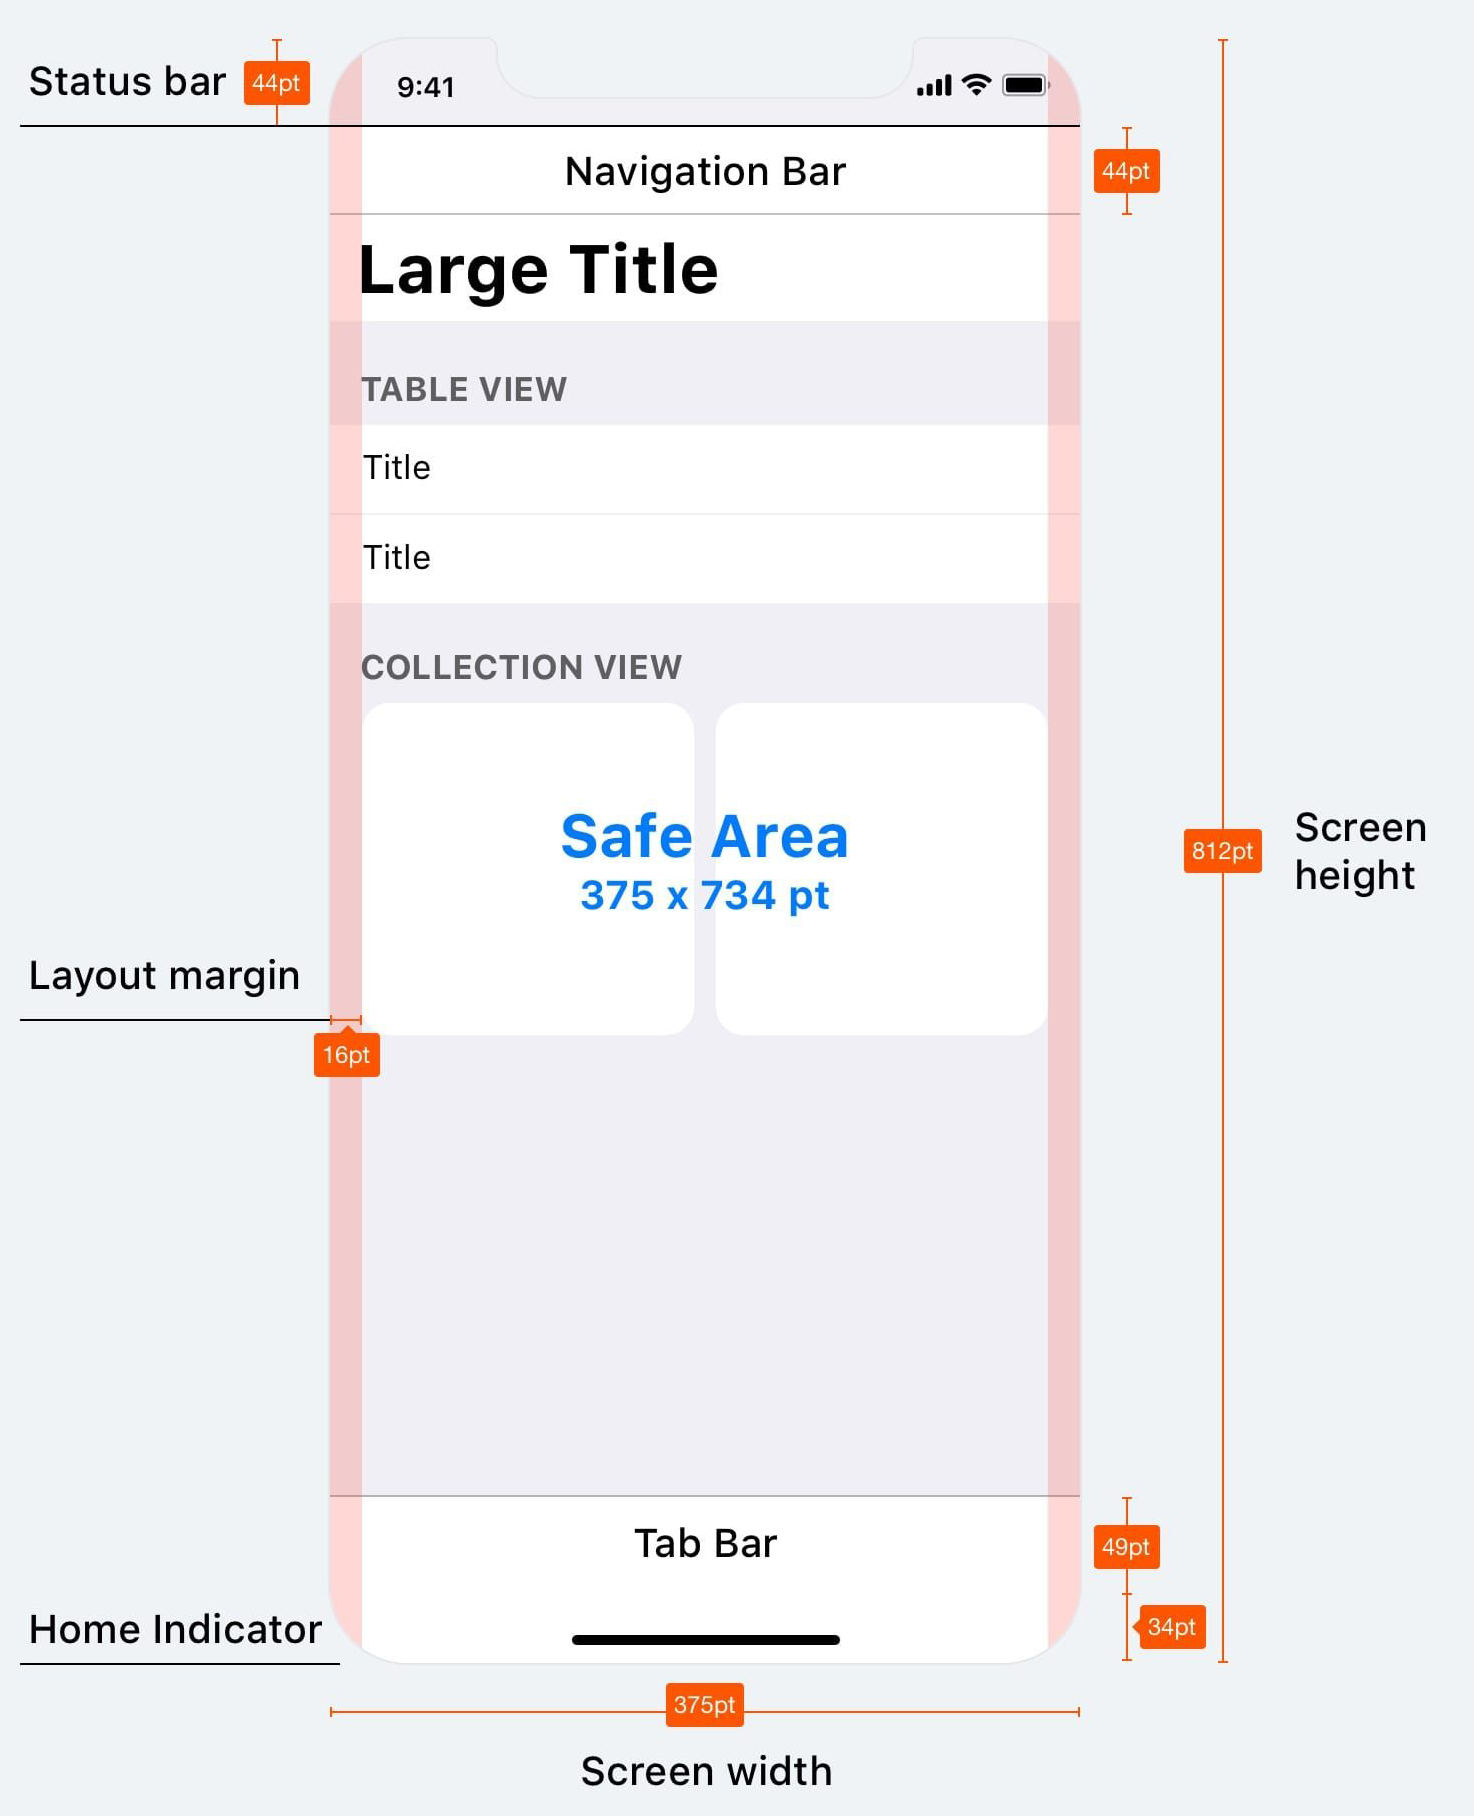 Status bar
44pt
9:41
Navigation Bar
44pt
Large Title
TABLE VIEW
Title
Title
COLLECTION VIEW
Safe Area
375 x 734 pt
812pt
Screen
height
Layout margin
16pt
Tab Bar
49pt
Home Indicator
34pt
375pt
Screen width